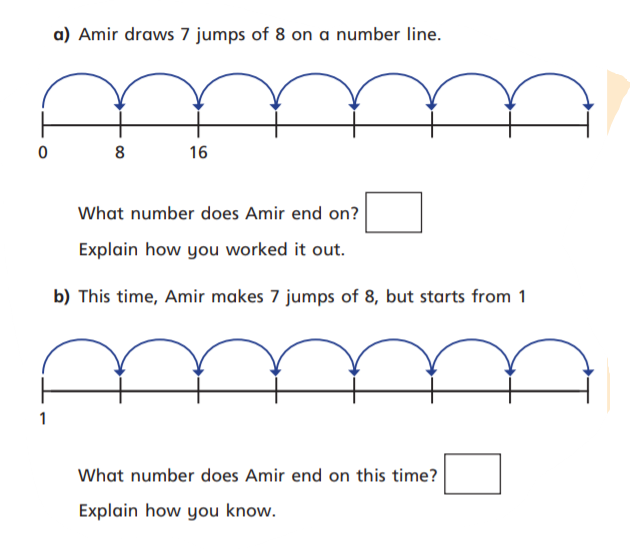 a) Amir draws 7 jumps of 8 on a number line.
0 8 16
What number does Amir end on?
Explain how you worked it out.
b) This time, Amir makes 7 jumps of 8, but starts from 1
1
What number does Amir end on this time?
Explain how you know.